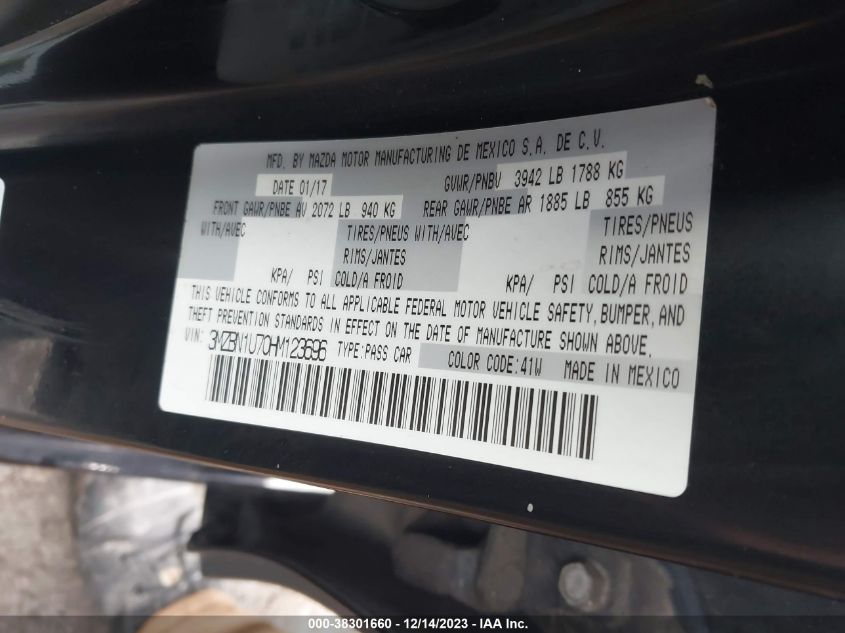 MFD. BY MAZDA MOTOR MANUFACTURING DE MEXICO S.A. DE C.V.
DATE 01/17 GVWR/PNBV 3942 LB 1788 KG
FRONT GAWR/PNBE AV 2072 LB 940 KG REAR GAWR/PNBE AR 1885 LB 855 KG
WITH/AVEC TIRES/PNEUS WITH/AVEC TIRES/PNEUS
RIMS/JANTES RIMS/JANTES
KPA/ PSI COLD/A FROID KPA/ PSI COLD/A FROID
THIS VEHICLE CONFORMS TO ALL APPLICABLE FEDERAL MOTOR VEHICLE SAFETY, BUMPER, AND
THEFT PREVENTION STANDARDS IN EFFECT ON THE DATE OF MANUFACTURE SHOWN ABOVE.
VIN: 3MZBN1U70HM123696 TYPE:PASS CAR COLOR CODE:41W MADE IN MEXICO
000-38301660 - 12/14/2023 - IAA Inc.